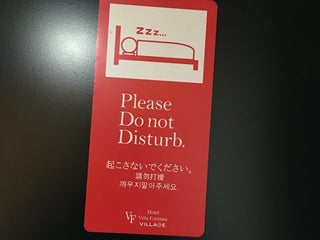 Zzz...
Please
Do not
Disturb.
起こさないでください。
請勿打擾
깨우지말아주세요.
VF
Hotel
Villa Fontaine
VILLAGE